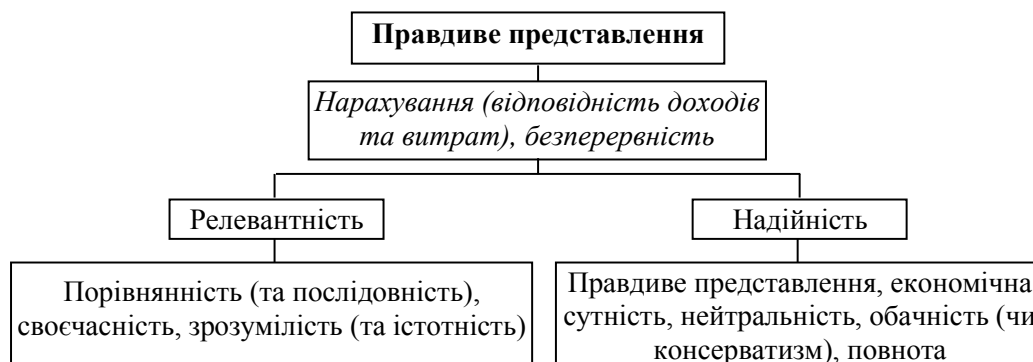 Правдиве представлення
Нарахування (відповідність доходів
та витрат), безперервність
Релевантність
Надійність
Порівнянність (та послідовність),
своєчасність, зрозумілість (та істотність)
Правдиве представлення, економічна
сутність, нейтральність, обачність (чи
консерватизм), повнота